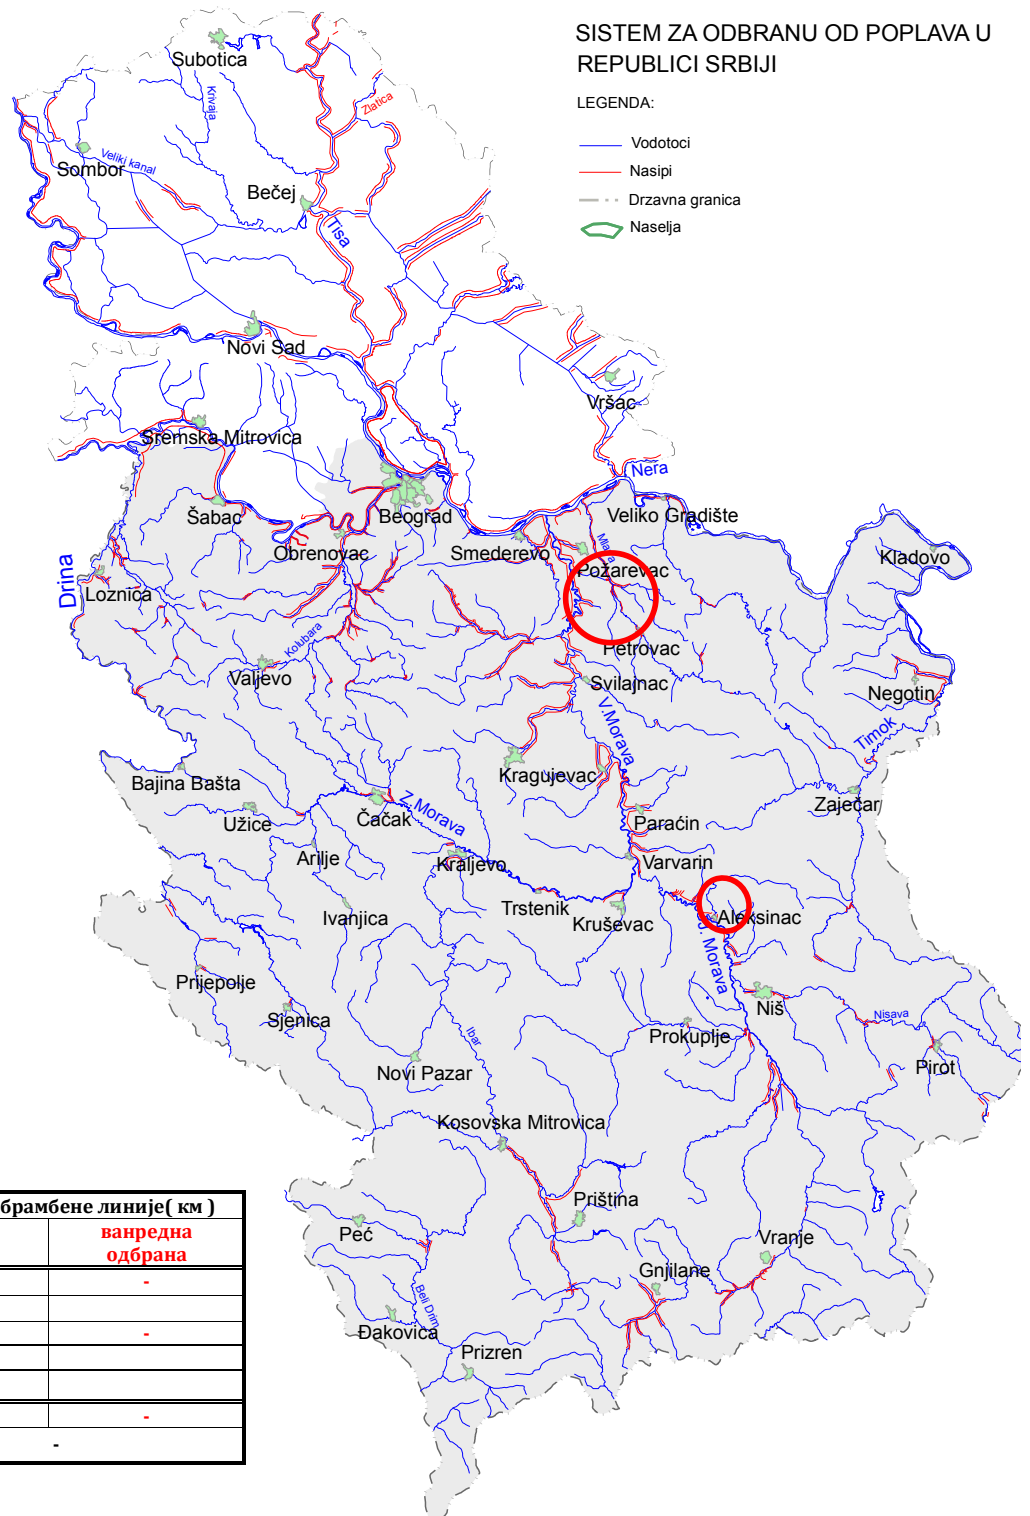 SISTEM ZA ODBRANU OD POPLAVA U
REPUBLICI SRBIJI
LEGENDA:
Vodotoci
Nasipi
Drzavna granica
Naselja
Subotica
Krivaja
Zlatica
Sombor
Veliki kanal
Bečej
Tisa
Novi Sad
Vršac
Sremska Mitrovica
Nera
Šabac
Beograd
Veliko Gradište
Obrenovac
Smederevo
Kladovo
Drina
Loznica
Požarevac
Kolubara
Petrovac
Valjevo
Svilajnac
Negotin
V.Morava
Timok
Bajina Bašta
Kragujevac
Užice
Čačak
Z.Morava
Zaječar
Paraćin
Arilje
Kraljevo
Varvarin
Ivanjica
Trstenik
Kruševac
Aleksinac
J. Morava
Prijepolje
Sjenica
Niš
Nisava
Ibar
Prokuplje
Pirot
Novi Pazar
Kosovska Mitrovica
Priština
Peć
Vranje
Gnjilane
Beli Drim
Đakovica
Prizren
брамбене линије( км )
ванредна
одбрана
-
-
-
-